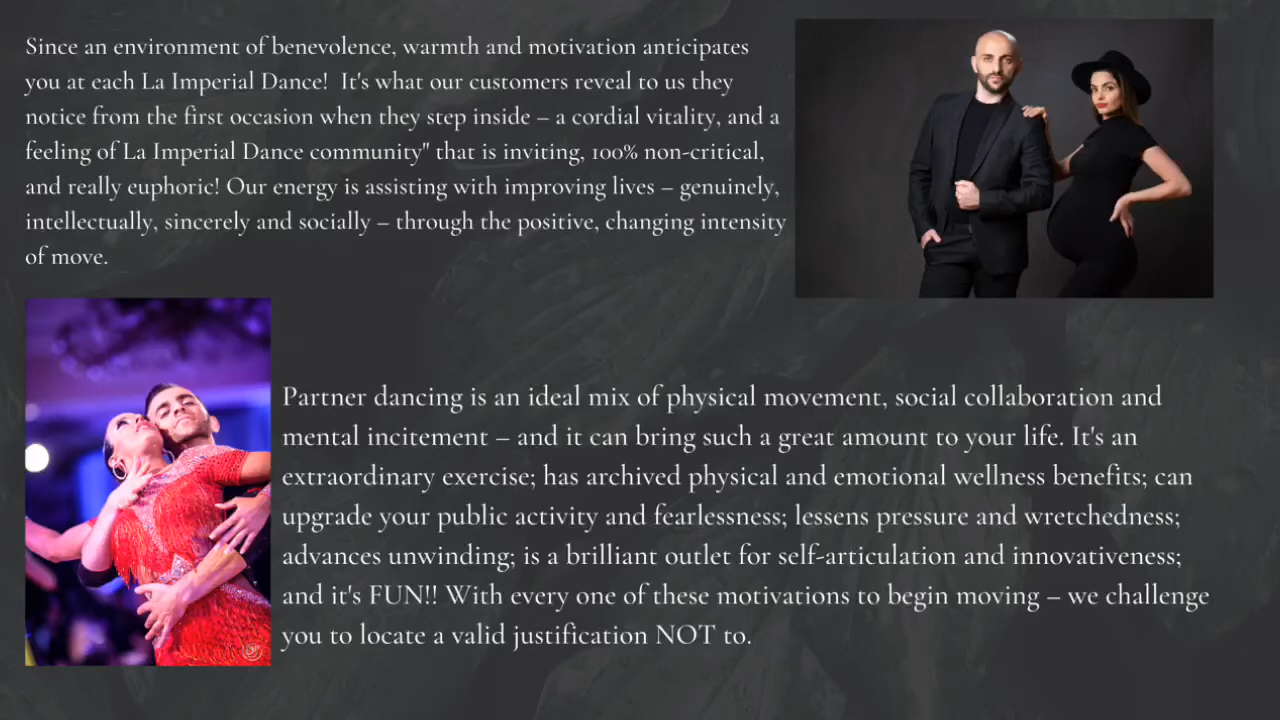 Since an environment of benevolence, warmth and motivation anticipates
you at each La Imperial Dance!  It's what our customers reveal to us they
notice from the first occasion when they step inside – a cordial vitality, and a
feeling of La Imperial Dance community" that is inviting, 100% non-critical,
and really euphoric! Our energy is assisting with improving lives – genuinely,
intellectually, sincerely and socially – through the positive, changing intensity
of move.
Partner dancing is an ideal mix of physical movement, social collaboration and
mental incitement – and it can bring such a great amount to your life. It's an
extraordinary exercise; has archived physical and emotional wellness benefits; can
upgrade your public activity and fearlessness; lessens pressure and wretchedness;
advances unwinding; is a brilliant outlet for self-articulation and innovativeness;
and it's FUN!! With every one of these motivations to begin moving – we challenge
you to locate a valid justification NOT to.